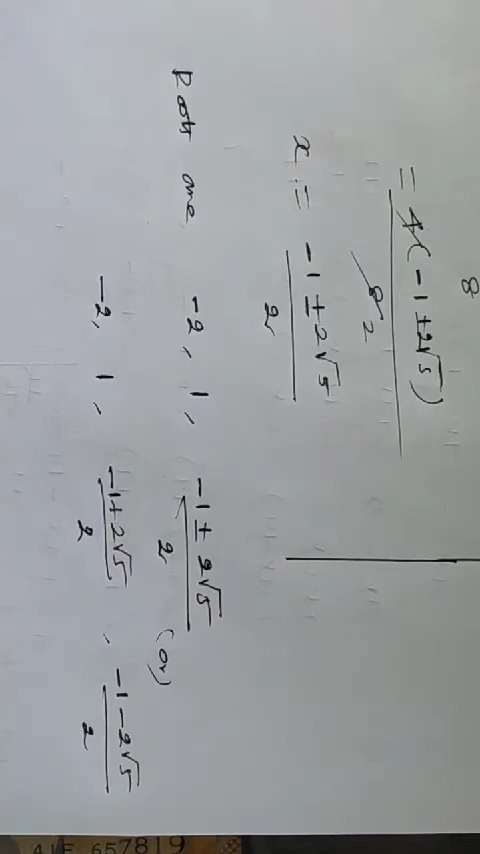 8
= 4(-1±2√5) / 8 2
x = -1±2√5 / 2
Roots are -2, 1, -1±2√5 / 2 (or)
-2, 1, -1+2√5 / 2, -1-2√5 / 2
657819